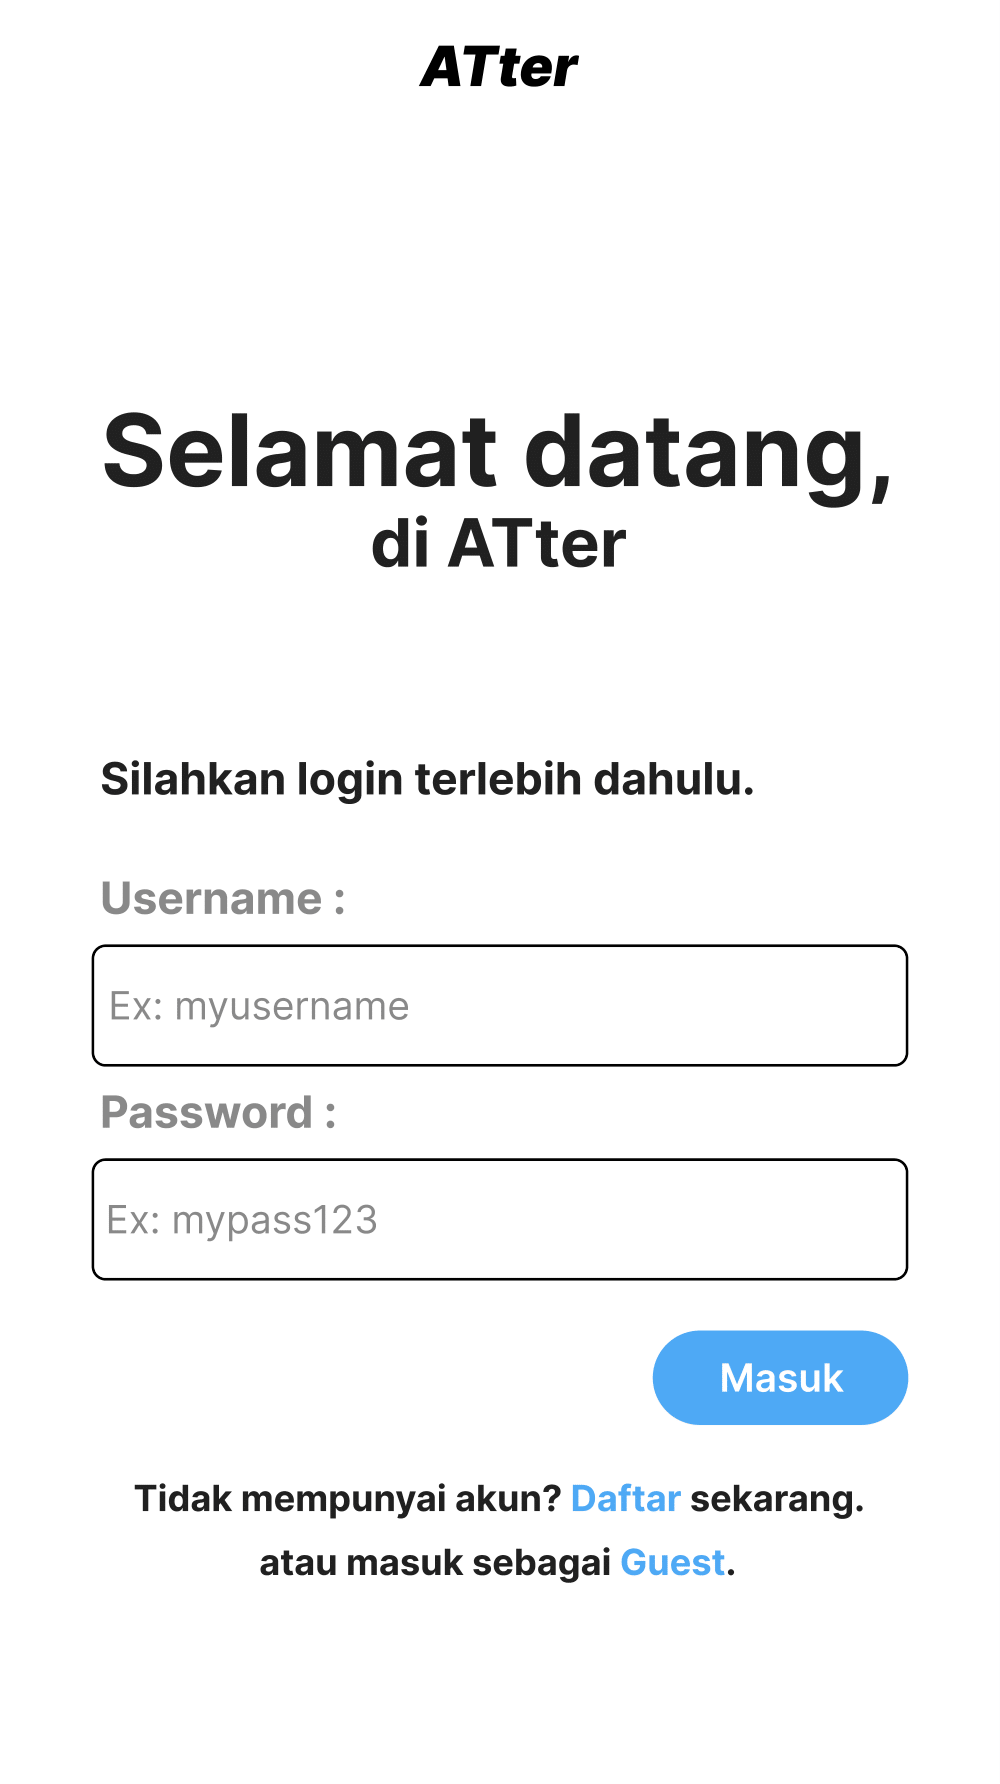 ATter
Selamat datang,
di ATter
Silahkan login terlebih dahulu.
Username :
Ex: myusername
Password :
Ex: mypass123
Masuk
Tidak mempunyai akun? Daftar sekarang.
atau masuk sebagai Guest.